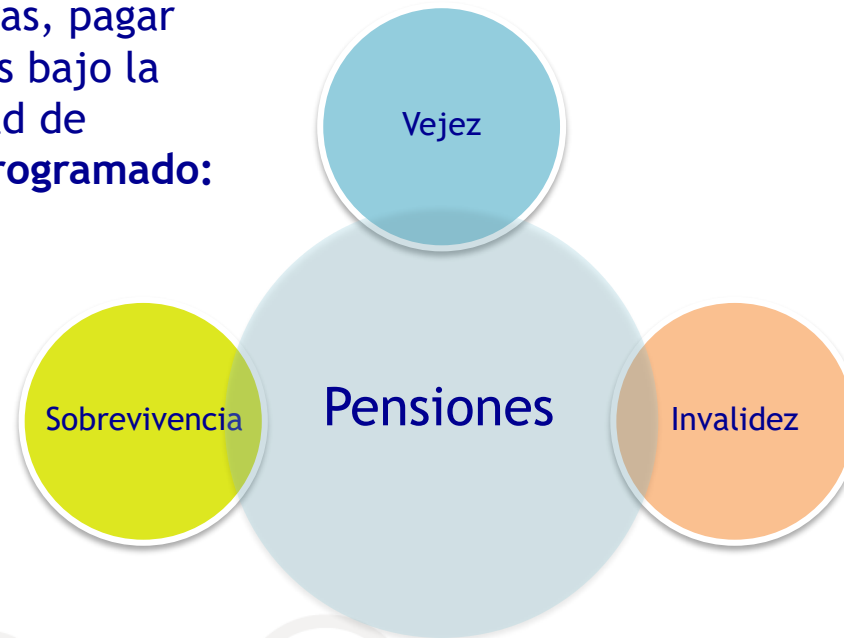 as, pagar
s bajo la
d de
rogramado:
Vejez
Sobrevivencia
Pensiones
Invalidez